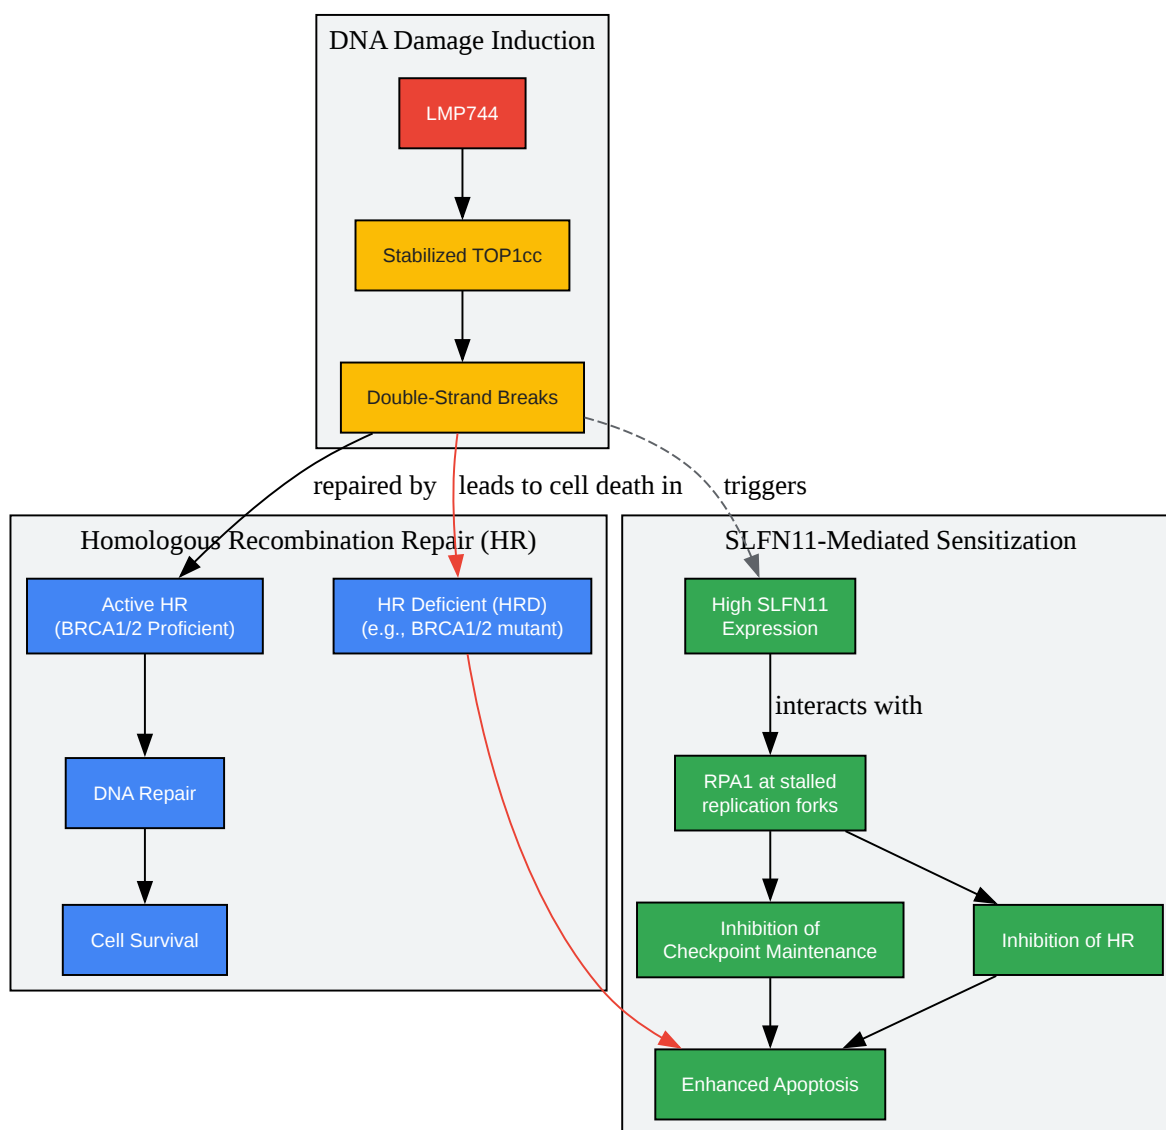 DNA Damage Induction
LMP744
Stabilized TOP1cc
Double-Strand Breaks
repaired by
leads to cell death in
triggers
Homologous Recombination Repair (HR)
SLFN11-Mediated Sensitization
Active HR
(BRCA1/2 Proficient)
HR Deficient (HRD)
(e.g., BRCA1/2 mutant)
High SLFN11
Expression
interacts with
DNA Repair
RPA1 at stalled
replication forks
Cell Survival
Inhibition of
Checkpoint Maintenance
Inhibition of HR
Enhanced Apoptosis